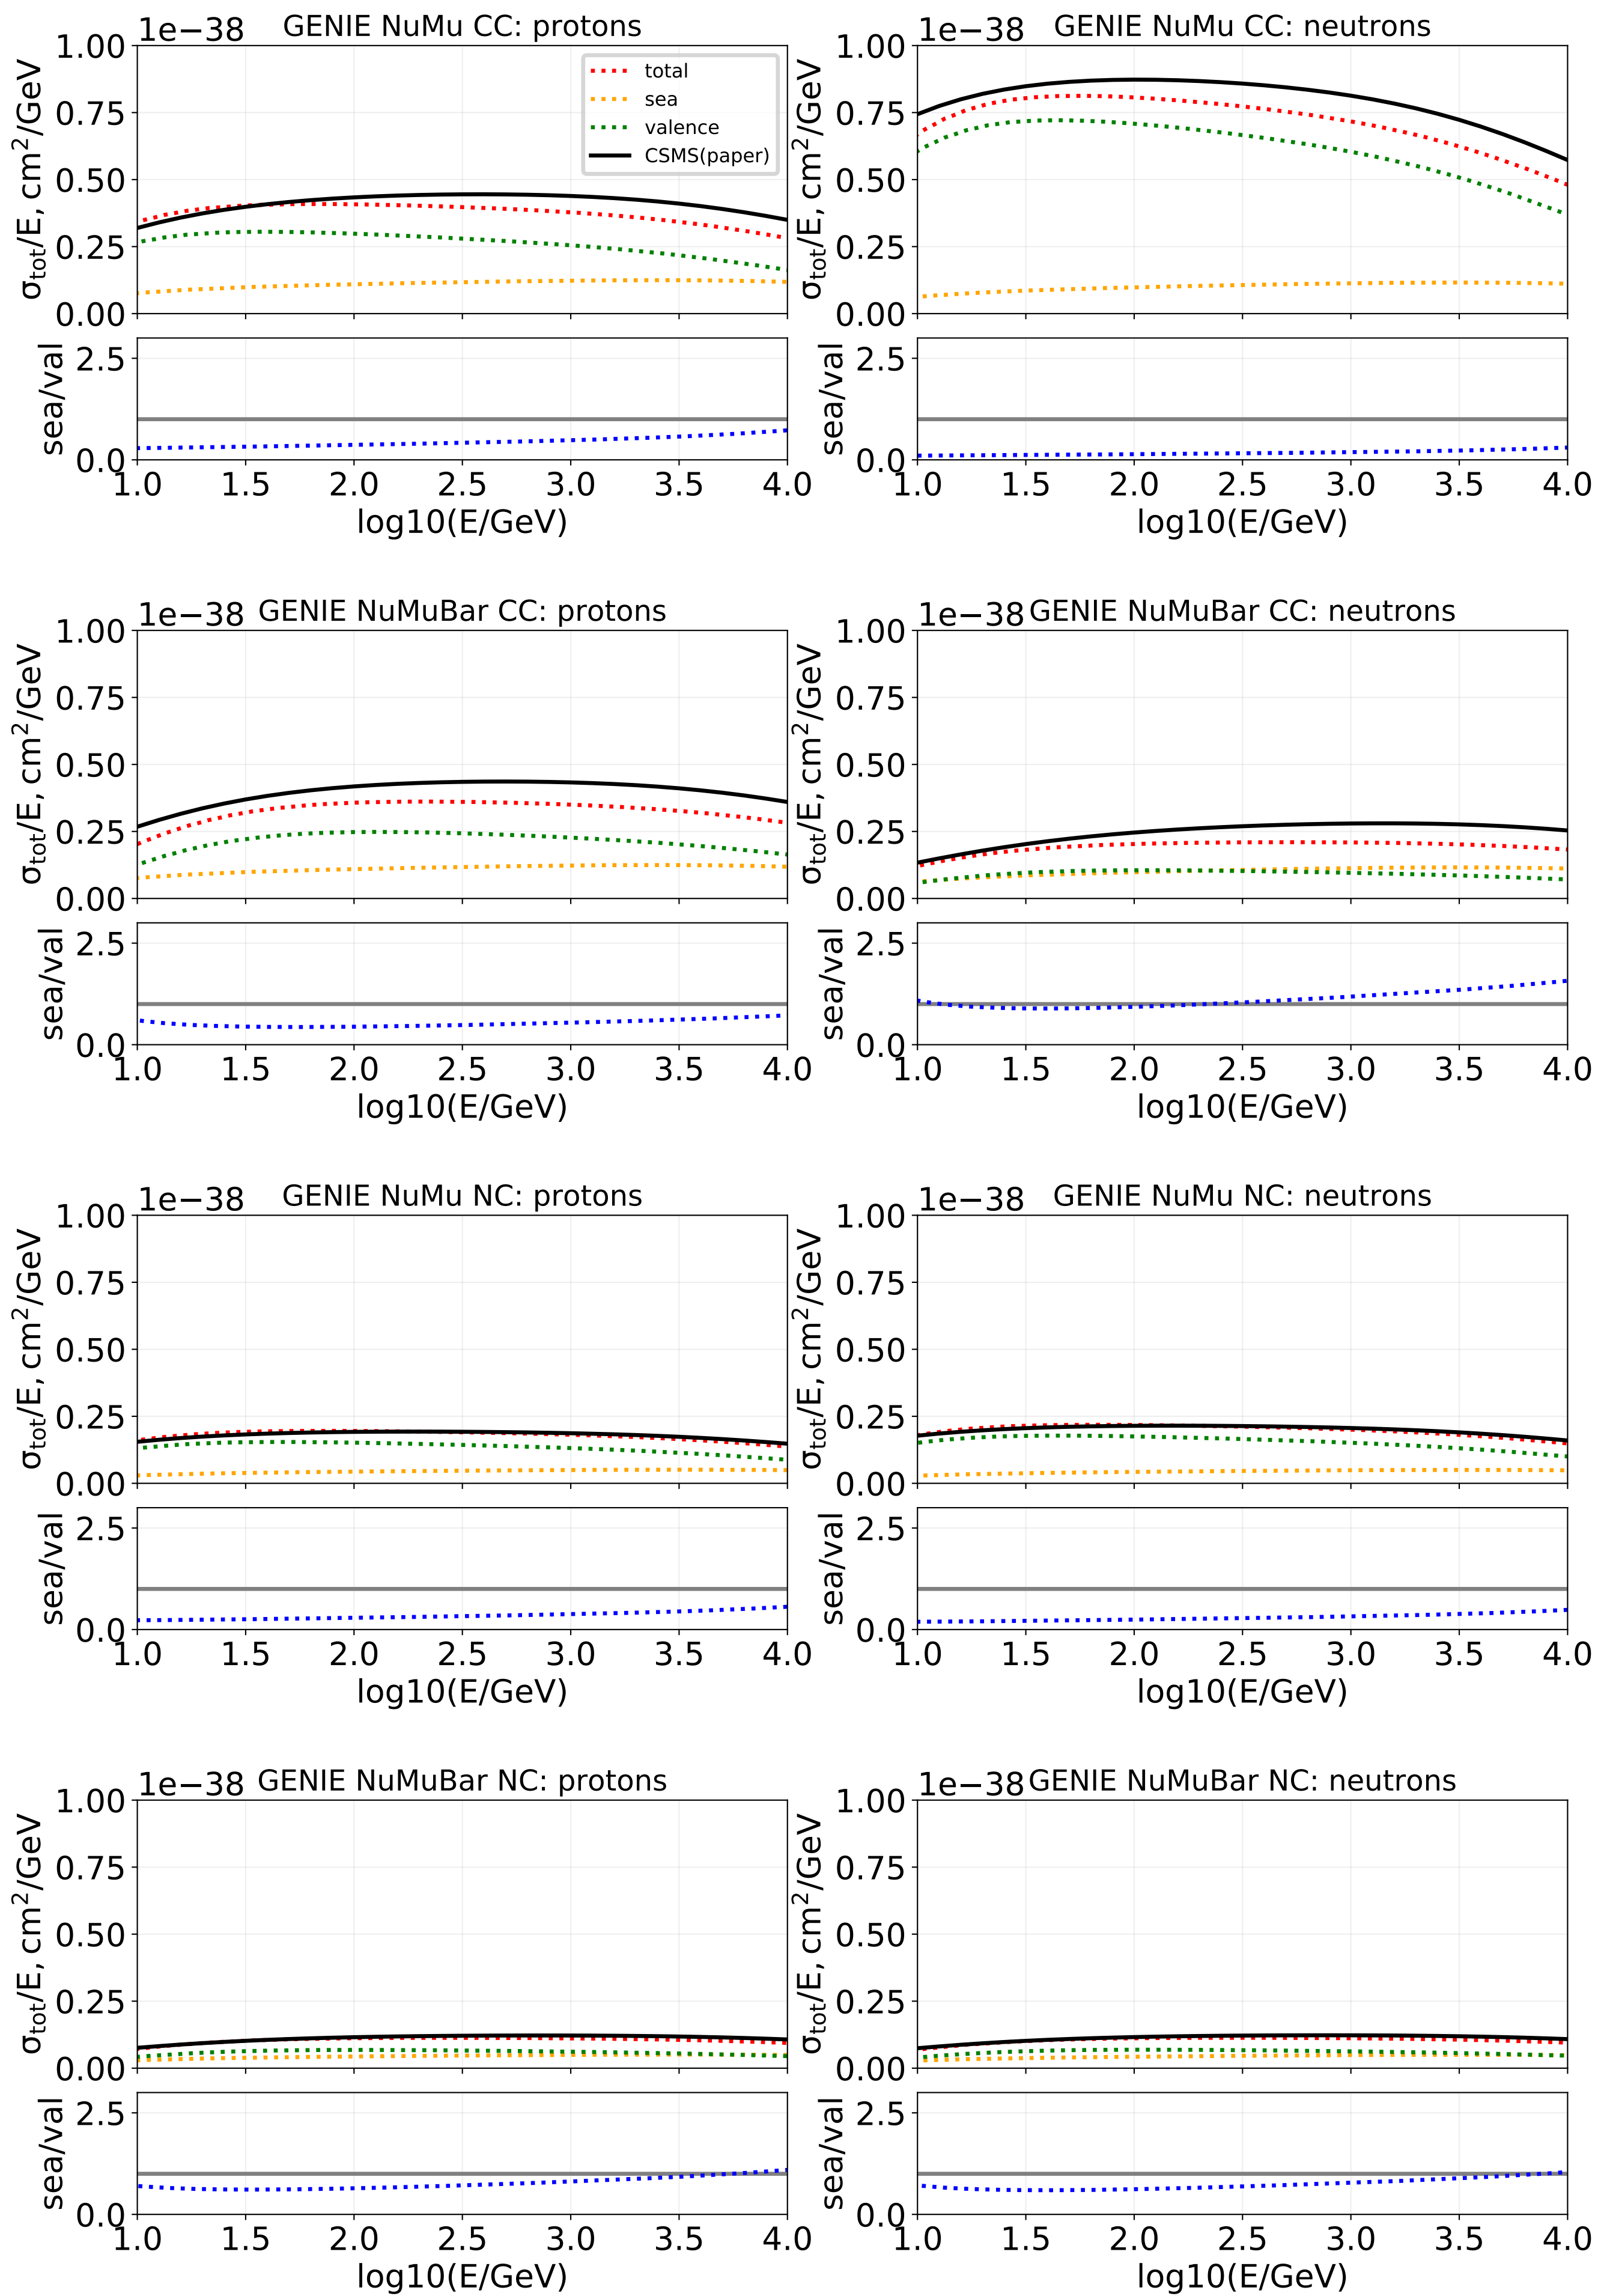 1e−38 GENIE NuMu CC: protons
1.00
0.75
0.50
0.25
0.00
σtot/E, cm²/GeV
total
sea
valence
CSMS(paper)
2.5
0.0
sea/val
1.0 1.5 2.0 2.5 3.0 3.5 4.0
log10(E/GeV)
1e−38 GENIE NuMu CC: neutrons
1.00
0.75
0.50
0.25
0.00
σtot/E, cm²/GeV
2.5
0.0
sea/val
1.0 1.5 2.0 2.5 3.0 3.5 4.0
log10(E/GeV)
1e−38 GENIE NuMuBar CC: protons
1.00
0.75
0.50
0.25
0.00
σtot/E, cm²/GeV
2.5
0.0
sea/val
1.0 1.5 2.0 2.5 3.0 3.5 4.0
log10(E/GeV)
1e−38 GENIE NuMuBar CC: neutrons
1.00
0.75
0.50
0.25
0.00
σtot/E, cm²/GeV
2.5
0.0
sea/val
1.0 1.5 2.0 2.5 3.0 3.5 4.0
log10(E/GeV)
1e−38 GENIE NuMu NC: protons
1.00
0.75
0.50
0.25
0.00
σtot/E, cm²/GeV
2.5
0.0
sea/val
1.0 1.5 2.0 2.5 3.0 3.5 4.0
log10(E/GeV)
1e−38 GENIE NuMu NC: neutrons
1.00
0.75
0.50
0.25
0.00
σtot/E, cm²/GeV
2.5
0.0
sea/val
1.0 1.5 2.0 2.5 3.0 3.5 4.0
log10(E/GeV)
1e−38 GENIE NuMuBar NC: protons
1.00
0.75
0.50
0.25
0.00
σtot/E, cm²/GeV
2.5
0.0
sea/val
1.0 1.5 2.0 2.5 3.0 3.5 4.0
log10(E/GeV)
1e−38 GENIE NuMuBar NC: neutrons
1.00
0.75
0.50
0.25
0.00
σtot/E, cm²/GeV
2.5
0.0
sea/val
1.0 1.5 2.0 2.5 3.0 3.5 4.0
log10(E/GeV)